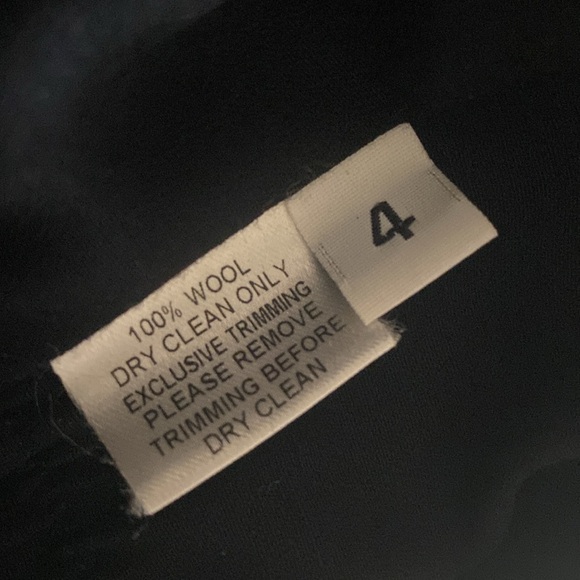 100% WOOL
DRY CLEAN ONLY
EXCLUSIVE TRIMMING
PLEASE REMOVE
TRIMMING BEFORE
DRY CLEAN
4